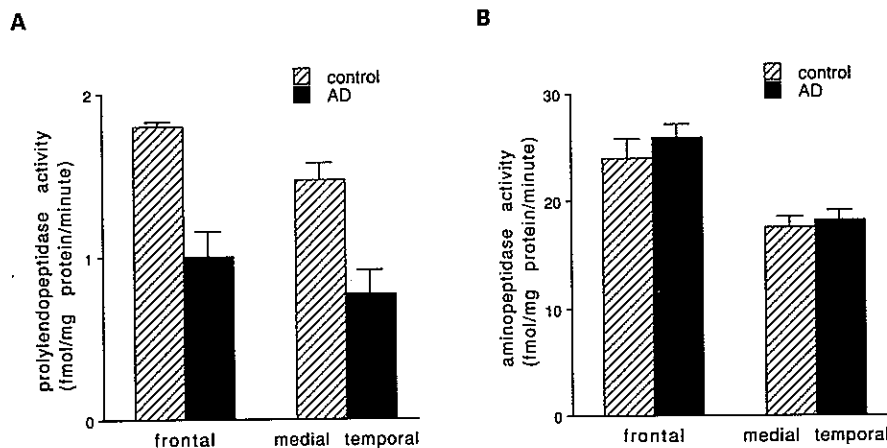 A
control
AD
2
1
0
prolylendopeptidase activity
(fmol/mg protein/minute)
frontal
medial temporal
B
control
AD
30
20
10
0
aminopeptidase activity
(fmol/mg protein/minute)
frontal
medial temporal